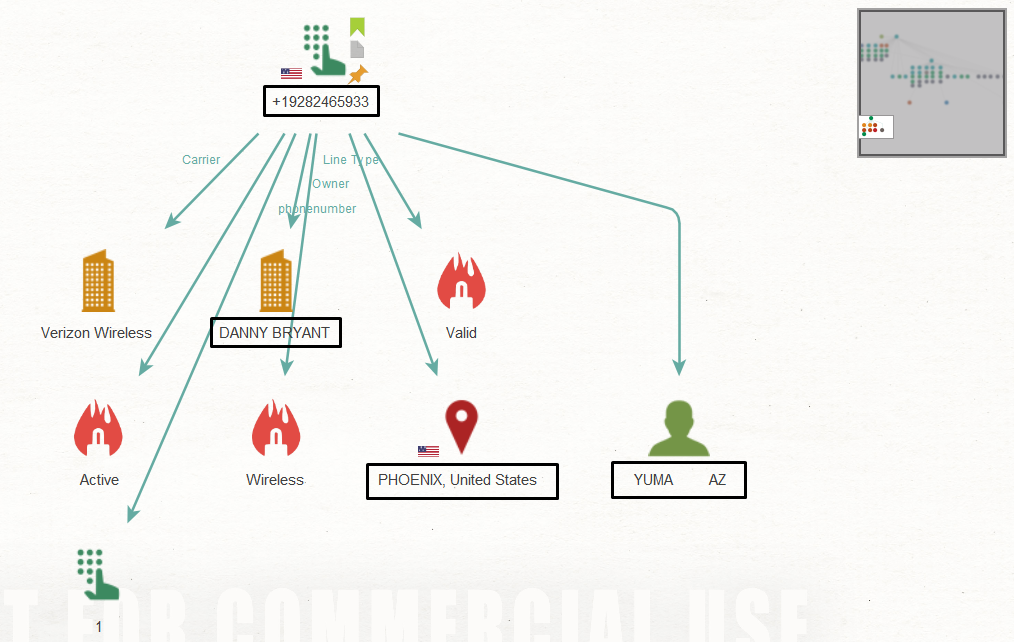 +19282465933
Carrier
Line Type
Owner
phonenumber
Verizon Wireless
DANNY BRYANT
Valid
Active
Wireless
PHOENIX, United States
YUMA AZ
1
T FOR COMMERCIAL USE